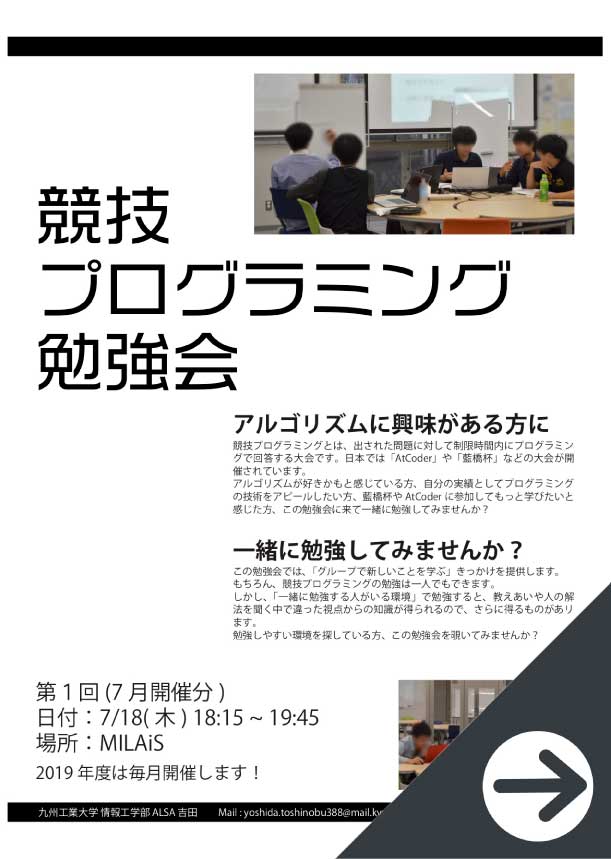 競技
プログラミング
勉強会
アルゴリズムに興味がある方に
競技プログラミングとは、出された問題に対して制限時間内にプログラミン
グで回答する大会です。日本では「AtCoder」や「藍橋杯」などの大会が開
催されています。
アルゴリズムが好きかもと感じている方、自分の実績としてプログラミング
の技術をアピールしたい方、藍橋杯や AtCoder に参加してもっと学びたいと
感じた方、この勉強会に来て一緒に勉強してみませんか？
一緒に勉強してみませんか？
この勉強会では、「グループで新しいことを学ぶ」きっかけを提供します。
もちろん、競技プログラミングの勉強は一人でもできます。
しかし、「一緒に勉強する人がいる環境」で勉強すると、教えあいや人の解
法を聞く中で違った視点からの知識が得られるので、さらに得るものがあり
ます。
勉強しやすい環境を探している方、この勉強会を覗いてみませんか？
第 1 回 (7 月開催分 )
日付：7/18( 木 ) 18:15 ~ 19:45
場所：MILAiS
2019 年度は毎月開催します！
九州工業大学 情報工学部 ALSA 吉田 Mail : yoshida.toshinobu388@mail.ky